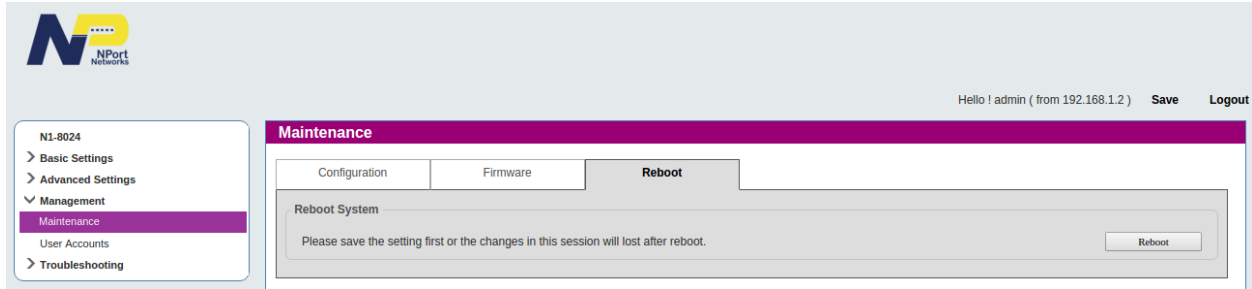 NPort
Networks
Hello ! admin ( from 192.168.1.2 ) Save Logout
N1-8024
Basic Settings
Advanced Settings
Management
Maintenance
User Accounts
Troubleshooting
Maintenance
Configuration Firmware Reboot
Reboot System
Please save the setting first or the changes in this session will lost after reboot. Reboot